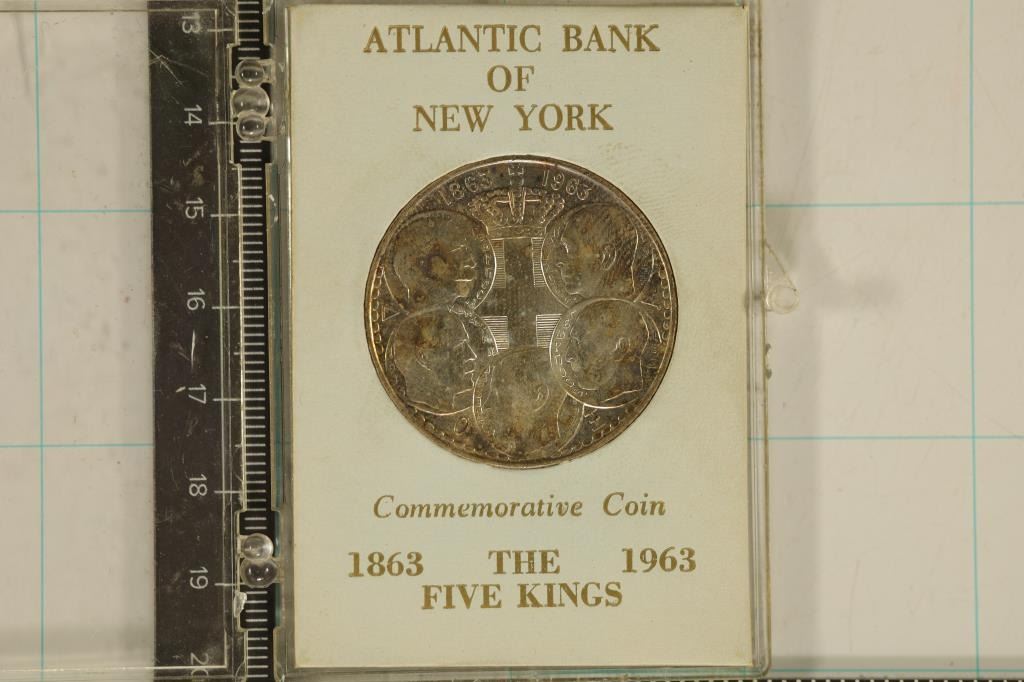 ATLANTIC BANK
OF
NEW YORK
1863 1963
Commemorative Coin
1863 THE 1963
FIVE KINGS
13
14
15
16
17
18
19